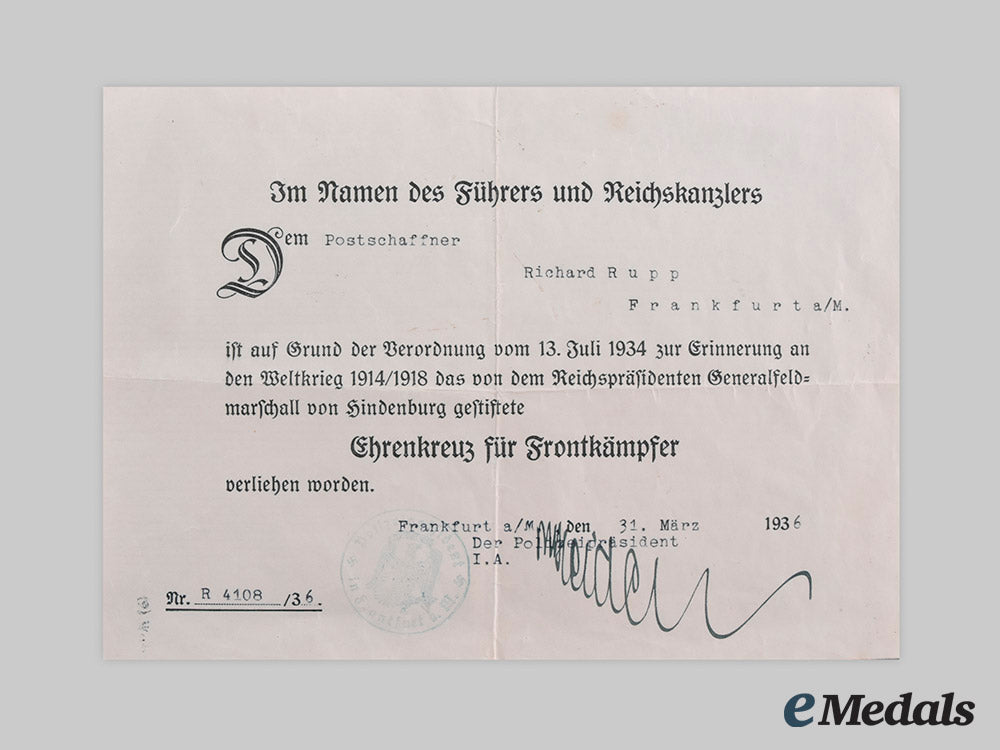 Im Namen des Führers und Reichskanzlers
Dem Postschaffner
Richard R u p p
F r a n k f u r t a/M.
ist auf Grund der Verordnung vom 13. Juli 1934 zur Erinnerung an
den Weltkrieg 1914/1918 das von dem Reichspräsidenten Generalfeld=
marschall von Hindenburg gestiftete
Ehrenkreuz für Frontkämpfer
verliehen worden.
Frankfurt a/M. den 31. März 1936
Der Polizeipräsident
I.A.
Nr. R 4108 /36.
in Frankfurt a. M.
eMedals